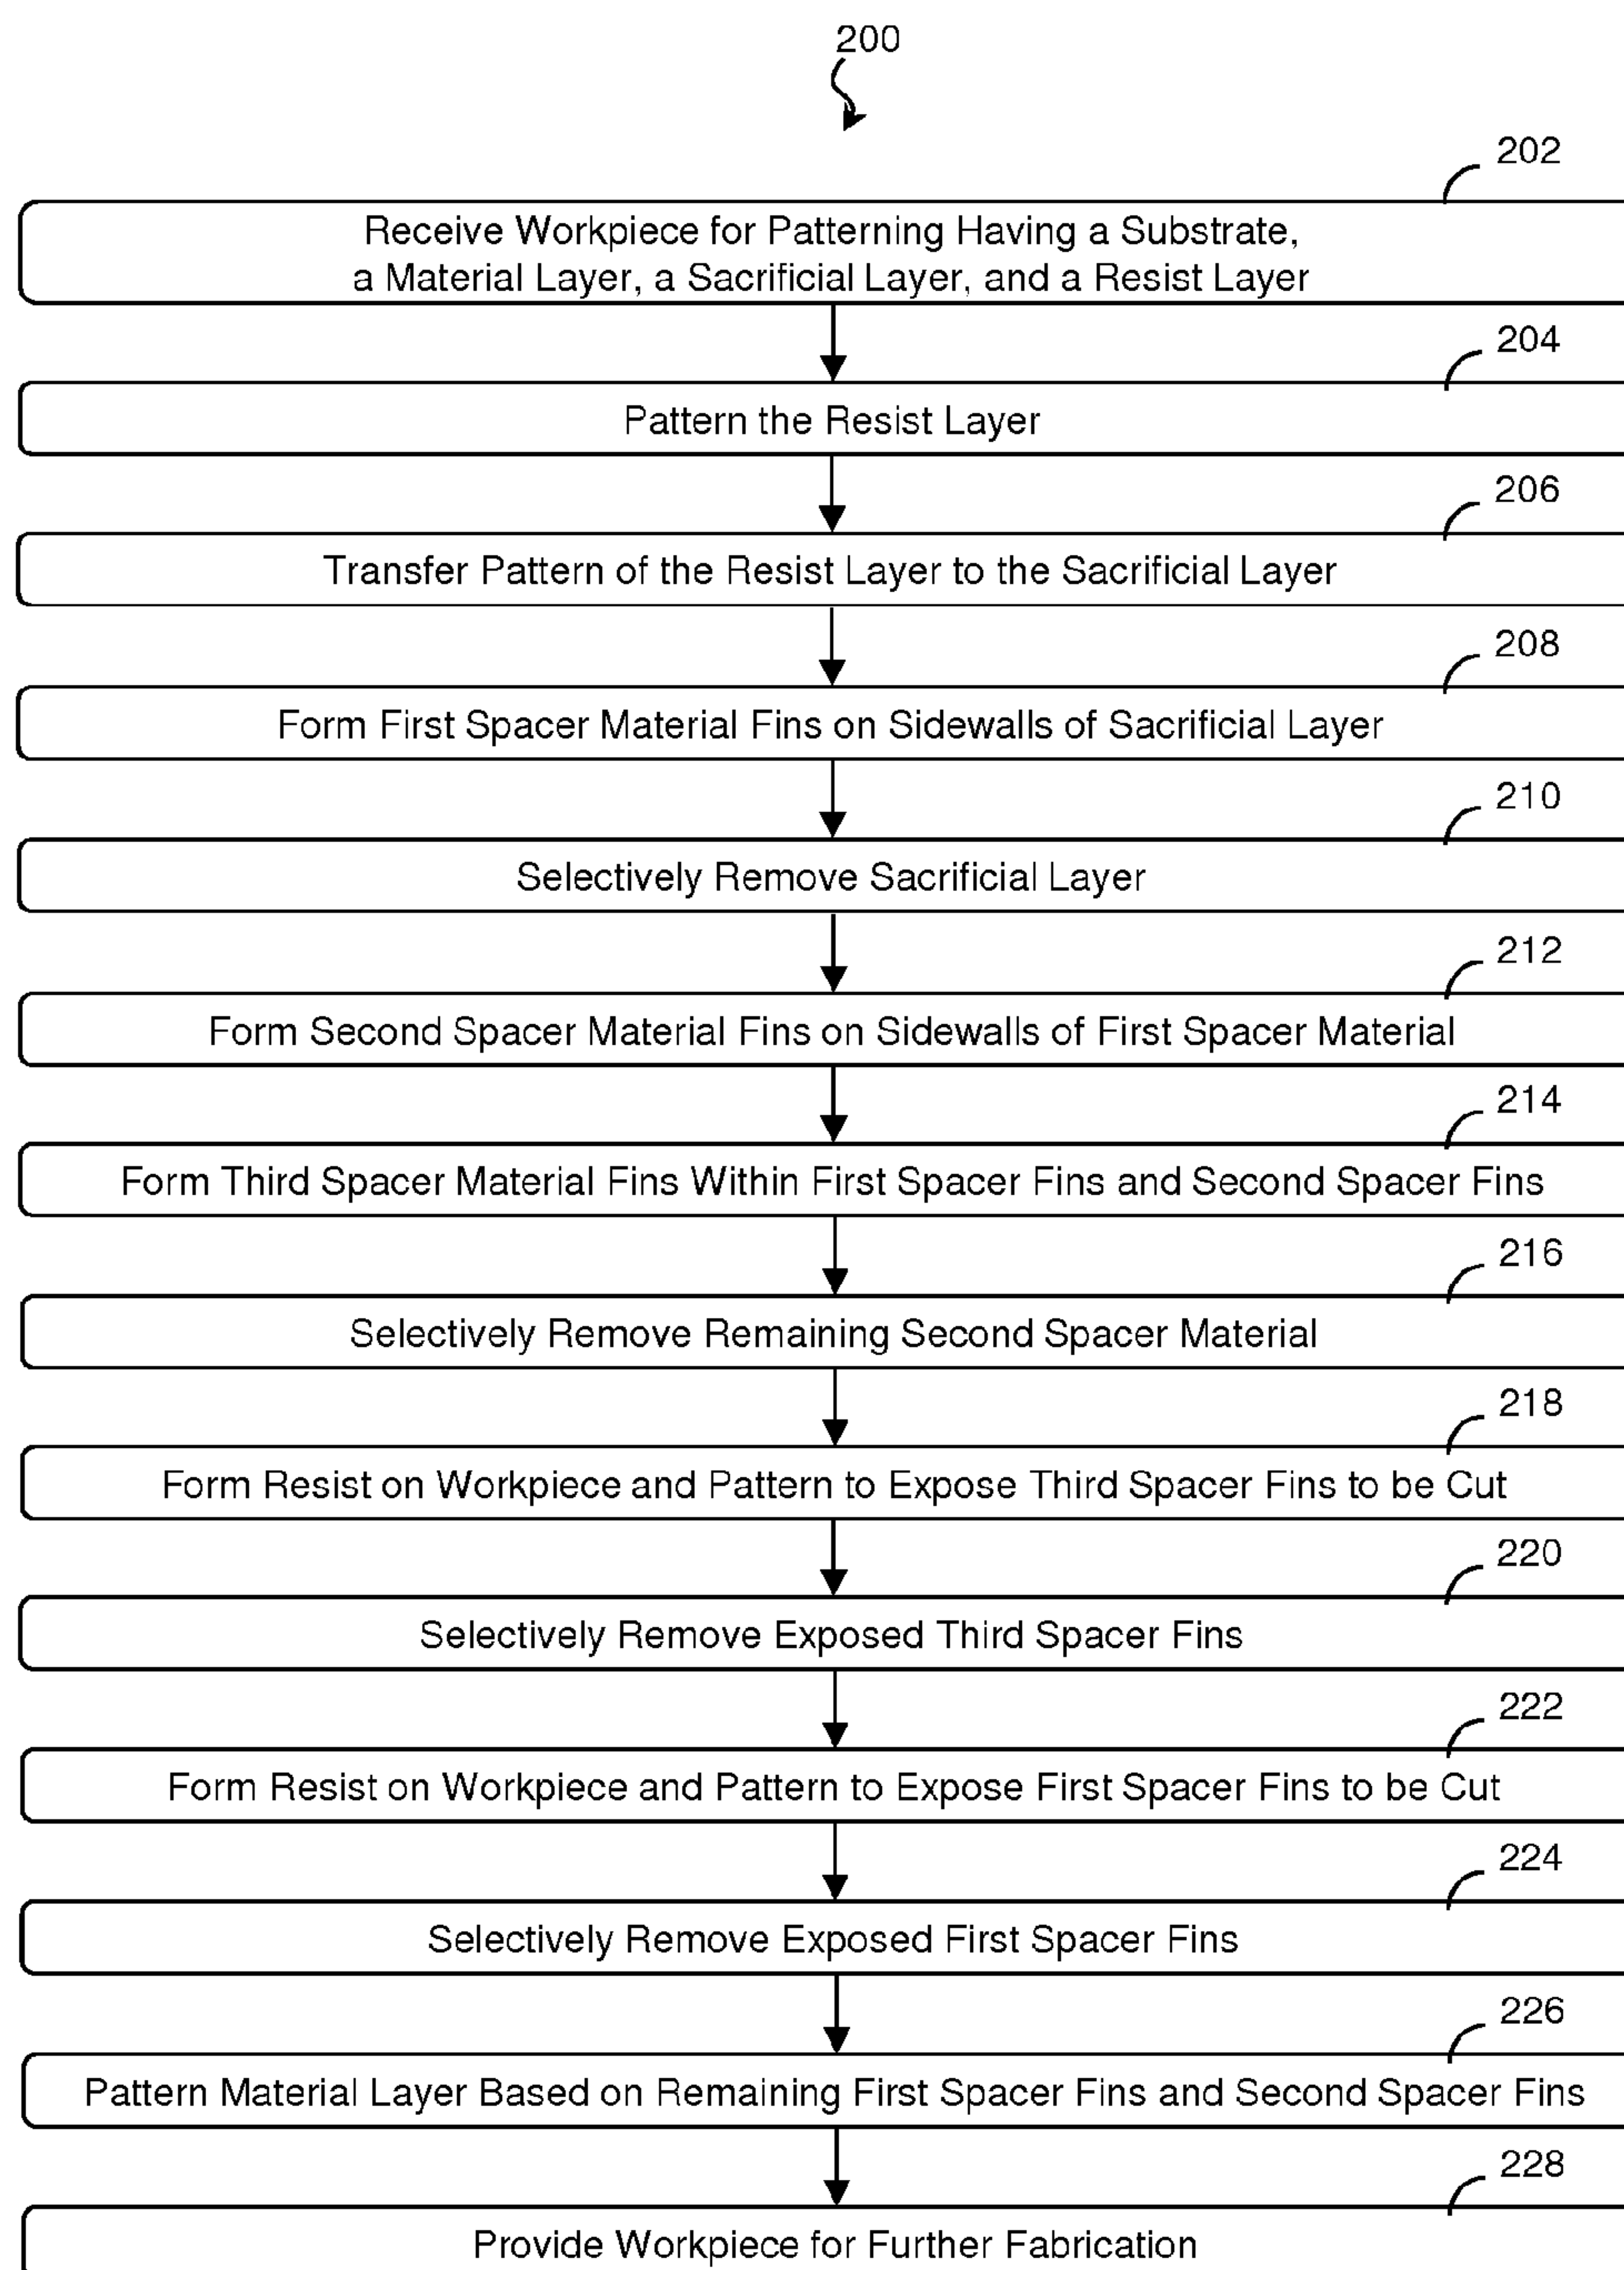 200
202
Receive Workpiece for Patterning Having a Substrate,
a Material Layer, a Sacrificial Layer, and a Resist Layer
204
Pattern the Resist Layer
206
Transfer Pattern of the Resist Layer to the Sacrificial Layer
208
Form First Spacer Material Fins on Sidewalls of Sacrificial Layer
210
Selectively Remove Sacrificial Layer
212
Form Second Spacer Material Fins on Sidewalls of First Spacer Material
214
Form Third Spacer Material Fins Within First Spacer Fins and Second Spacer Fins
216
Selectively Remove Remaining Second Spacer Material
218
Form Resist on Workpiece and Pattern to Expose Third Spacer Fins to be Cut
220
Selectively Remove Exposed Third Spacer Fins
222
Form Resist on Workpiece and Pattern to Expose First Spacer Fins to be Cut
224
Selectively Remove Exposed First Spacer Fins
226
Pattern Material Layer Based on Remaining First Spacer Fins and Second Spacer Fins
228
Provide Workpiece for Further Fabrication